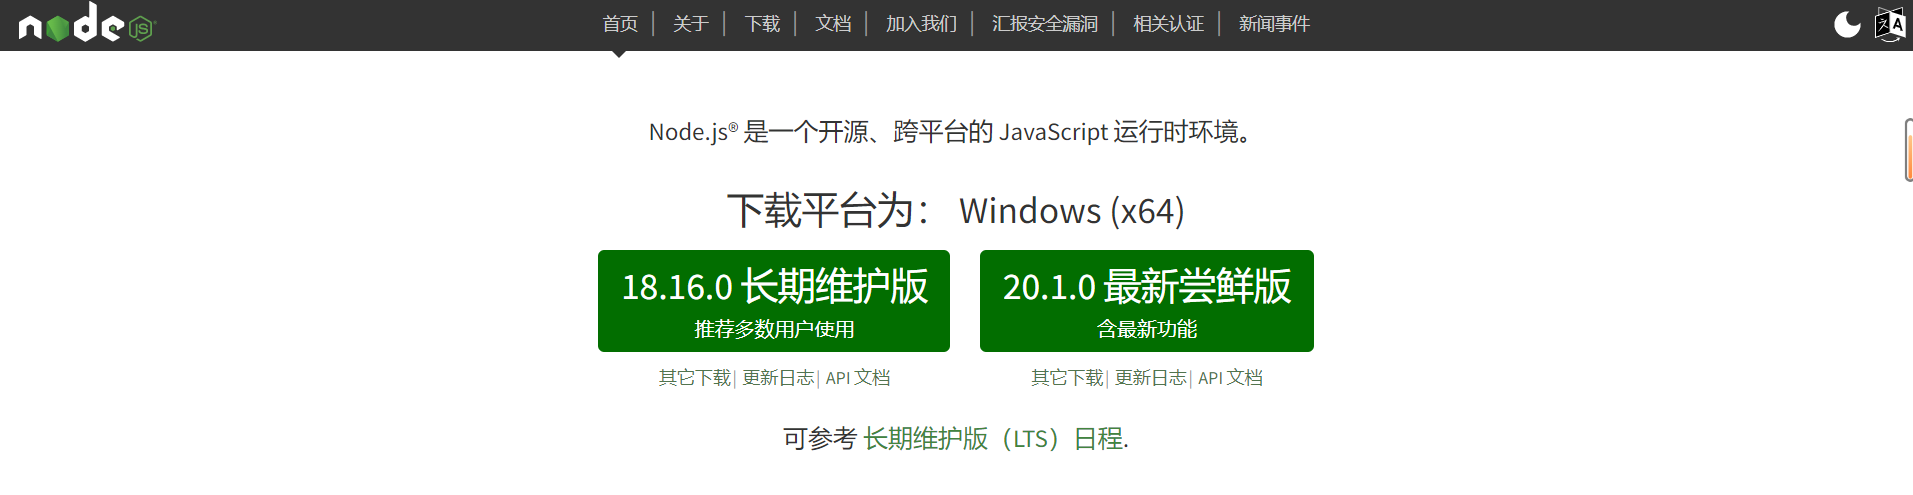 node JS
首页 | 关于 | 下载 | 文档 | 加入我们 | 汇报安全漏洞 | 相关认证 | 新闻事件
Node.js® 是一个开源、跨平台的 JavaScript 运行时环境。
下载平台为： Windows (x64)
18.16.0 长期维护版
推荐多数用户使用
20.1.0 最新尝鲜版
含最新功能
其它下载| 更新日志| API 文档
其它下载| 更新日志| API 文档
可参考 长期维护版（LTS）日程.